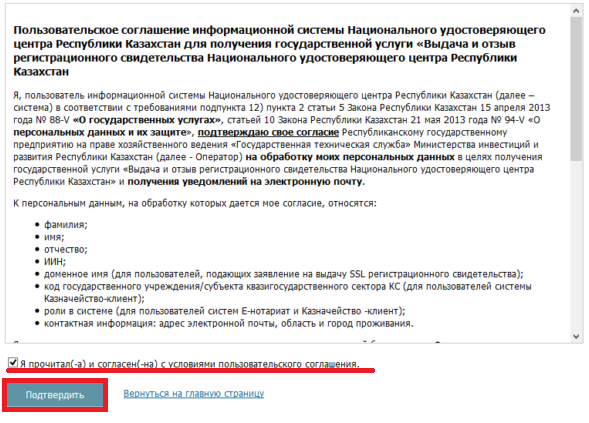 Пользовательское соглашение информационной системы Национального удостоверяющего
центра Республики Казахстан для получения государственной услуги «Выдача и отзыв
регистрационного свидетельства Национального удостоверяющего центра Республики
Казахстан
Я, пользователь информационной системы Национального удостоверяющего центра Республики Казахстан (далее –
система) в соответствии с требованиями подпункта 12) пункта 2 статьи 5 Закона Республики Казахстан 15 апреля 2013
года № 88-V «О государственных услугах», статьей 10 Закона Республики Казахстан 21 мая 2013 года № 94-V «О
персональных данных и их защите», подтверждаю свое согласие Республиканскому государственному
предприятию на праве хозяйственного ведения «Государственная техническая служба» Министерства инвестиций и
развития Республики Казахстан (далее - Оператор) на обработку моих персональных данных в целях получения
государственной услуги «Выдача и отзыв регистрационного свидетельства Национального удостоверяющего центра
Республики Казахстан» и получения уведомлений на электронную почту.
К персональным данным, на обработку которых дается мое согласие, относятся:
• фамилия;
• имя;
• отчество;
• ИИН;
• доменное имя (для пользователей, подающих заявление на выдачу SSL регистрационного свидетельства);
• код государственного учреждения/субъекта квазигосударственного сектора КС (для пользователей системы
Казначейство-клиент);
• роли в системе (для пользователей систем Е-нотариат и Казначейство -клиент);
• контактная информация: адрес электронной почты, область и город проживания.
Я прочитал(-а) и согласен(-на) с условиями пользовательского соглашения.
Подтвердить Вернуться на главную страницу